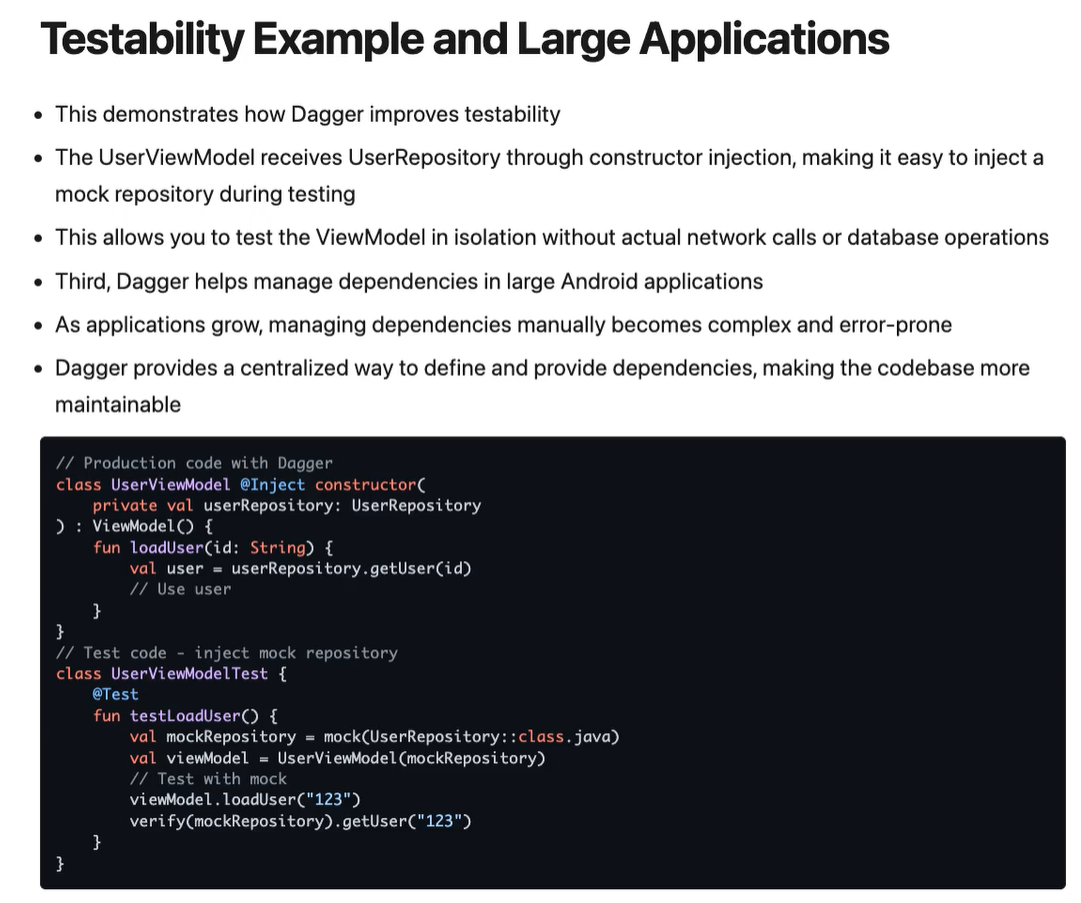 Testability Example and Large Applications
• This demonstrates how Dagger improves testability
• The UserViewModel receives UserRepository through constructor injection, making it easy to inject a
mock repository during testing
• This allows you to test the ViewModel in isolation without actual network calls or database operations
• Third, Dagger helps manage dependencies in large Android applications
• As applications grow, managing dependencies manually becomes complex and error-prone
• Dagger provides a centralized way to define and provide dependencies, making the codebase more
maintainable
// Production code with Dagger
class UserViewModel @Inject constructor(
    private val userRepository: UserRepository
) : ViewModel() {
    fun loadUser(id: String) {
        val user = userRepository.getUser(id)
        // Use user
    }
}
// Test code - inject mock repository
class UserViewModelTest {
    @Test
    fun testLoadUser() {
        val mockRepository = mock(UserRepository::class.java)
        val viewModel = UserViewModel(mockRepository)
        // Test with mock
        viewModel.loadUser("123")
        verify(mockRepository).getUser("123")
    }
}